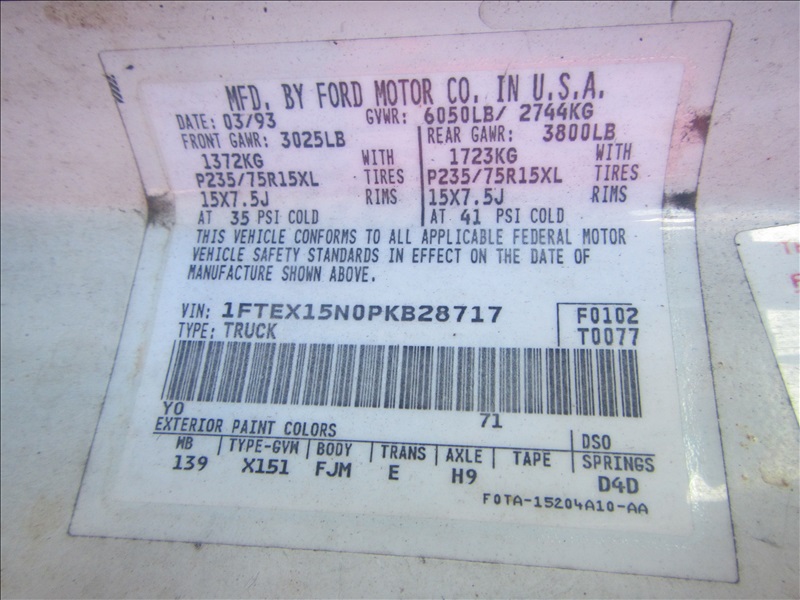 MFD. BY FORD MOTOR CO. IN U.S.A.
DATE: 03/93 GVWR: 6050LB/ 2744KG
FRONT GAWR: 3025LB REAR GAWR: 3800LB
1372KG WITH 1723KG WITH
P235/75R15XL TIRES P235/75R15XL TIRES
15X7.5J RIMS 15X7.5J RIMS
AT 35 PSI COLD AT 41 PSI COLD
THIS VEHICLE CONFORMS TO ALL APPLICABLE FEDERAL MOTOR
VEHICLE SAFETY STANDARDS IN EFFECT ON THE DATE OF
MANUFACTURE SHOWN ABOVE.
VIN: 1FTEX15N0PKB28717 F0102
TYPE: TRUCK T0077
YO 71
EXTERIOR PAINT COLORS DSO
WB TYPE-GVW BODY TRANS AXLE TAPE SPRINGS
139 X151 FJM E H9 D4D
F0TA-15204A10-AA